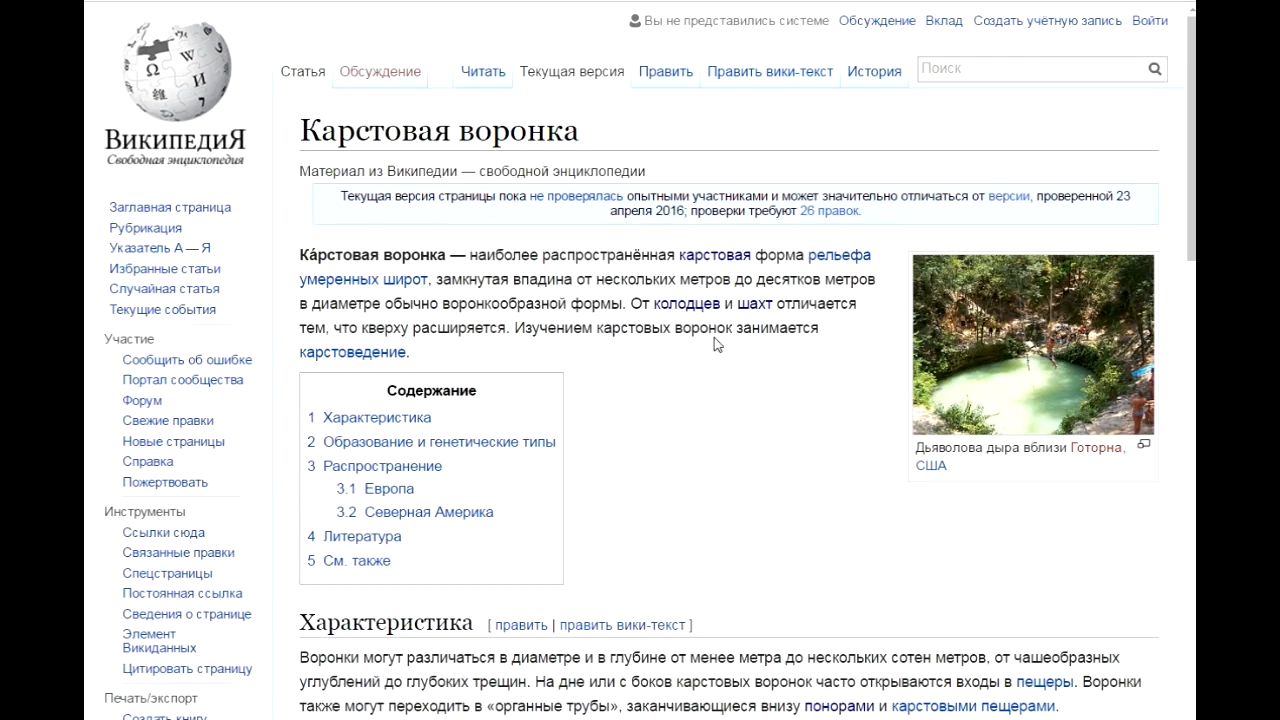 Вы не представились системе Обсуждение Вклад Создать учётную запись Войти
Статья Обсуждение Читать Текущая версия Править Править вики-текст История Поиск
ВикипедиЯ
Свободная энциклопедия
Заглавная страница
Рубрикация
Указатель А — Я
Избранные статьи
Случайная статья
Текущие события
Участие
Сообщить об ошибке
Портал сообщества
Форум
Свежие правки
Новые страницы
Справка
Пожертвовать
Инструменты
Ссылки сюда
Связанные правки
Спецстраницы
Постоянная ссылка
Сведения о странице
Элемент
Викиданных
Цитировать страницу
Печать/экспорт
Создать книгу
Карстовая воронка
Материал из Википедии — свободной энциклопедии
Текущая версия страницы пока не проверялась опытными участниками и может значительно отличаться от версии, проверенной 23
апреля 2016; проверки требуют 26 правок.
Ка́рстовая воронка — наиболее распространённая карстовая форма рельефа
умеренных широт, замкнутая впадина от нескольких метров до десятков метров
в диаметре обычно воронкообразной формы. От колодцев и шахт отличается
тем, что кверху расширяется. Изучением карстовых воронок занимается
карстоведение.
Дьяволова дыра вблизи Готорна,
США
Содержание
1 Характеристика
2 Образование и генетические типы
3 Распространение
3.1 Европа
3.2 Северная Америка
4 Литература
5 См. также
Характеристика [ править | править вики-текст ]
Воронки могут различаться в диаметре и в глубине от менее метра до нескольких сотен метров, от чашеобразных
углублений до глубоких трещин. На дне или с боков карстовых воронок часто открываются входы в пещеры. Воронки
также могут переходить в «органные трубы», заканчивающиеся внизу понорами и карстовыми пещерами.